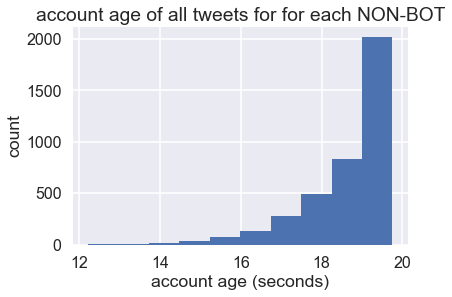 account age of all tweets for for each NON-BOT
2000
1500
1000
500
0
count
12 14 16 18 20
account age (seconds)